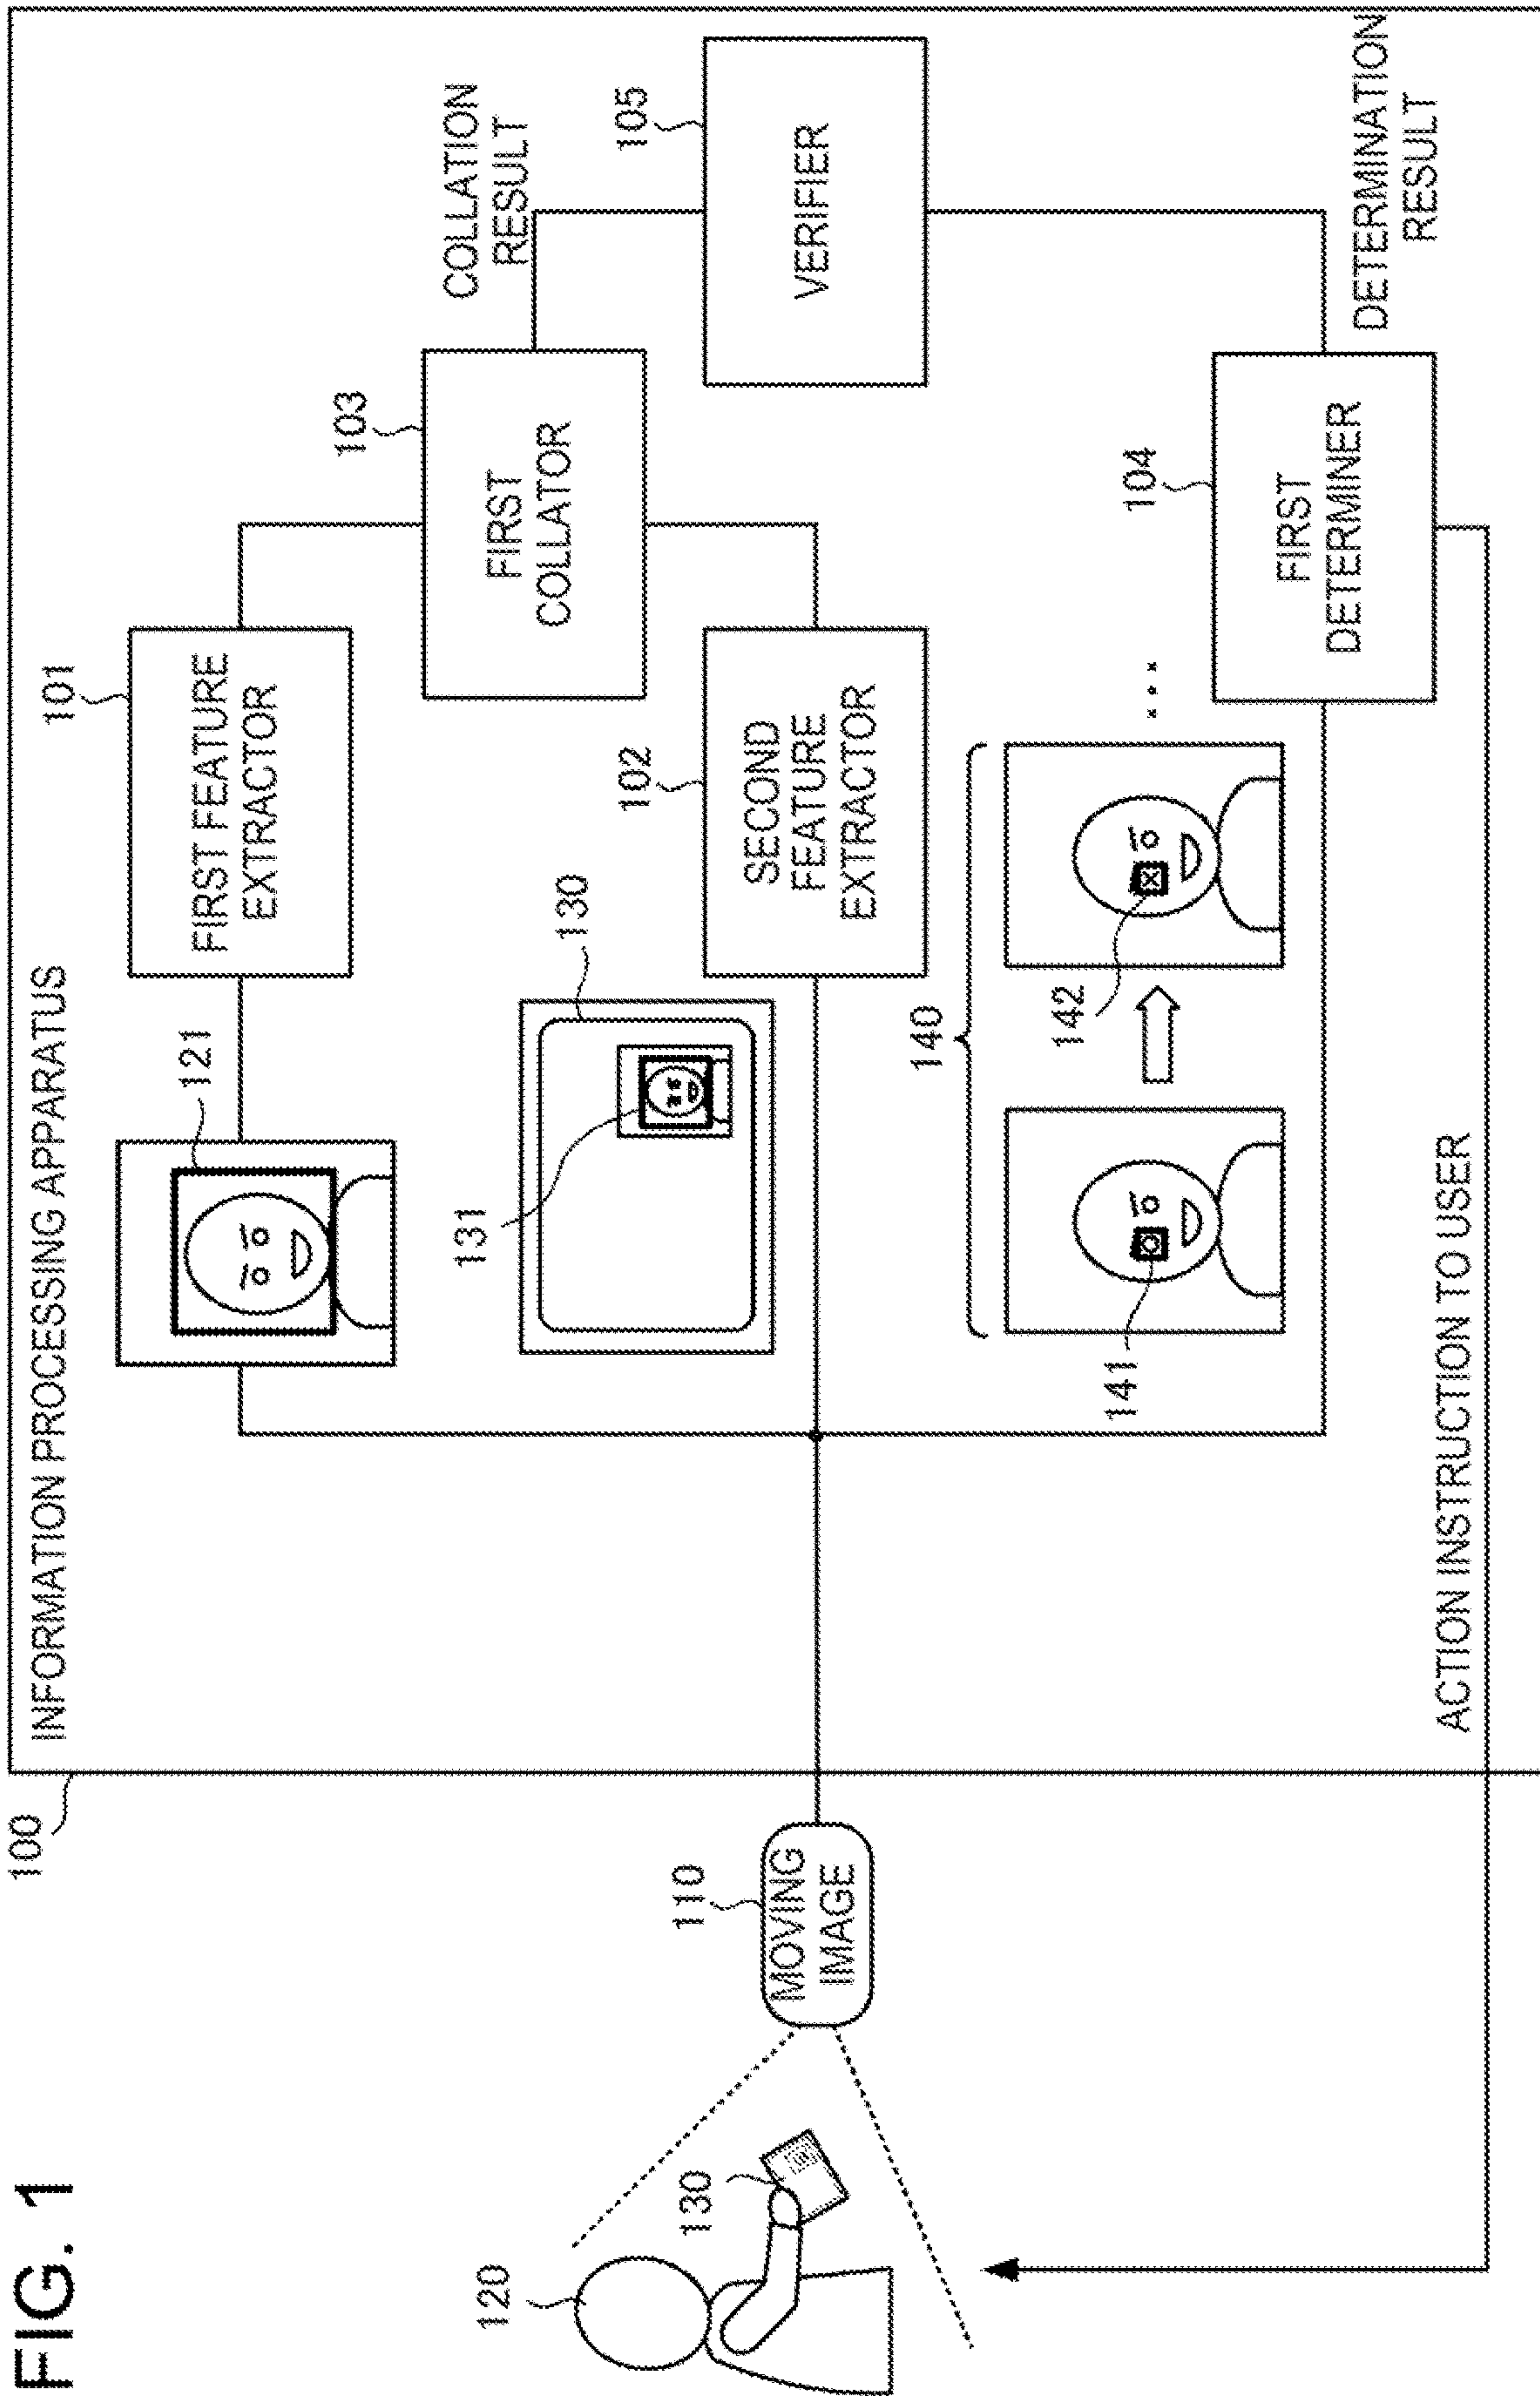 FIG. 1
100
INFORMATION PROCESSING APPARATUS
121
101
FIRST FEATURE
EXTRACTOR
103
FIRST
COLLATOR
COLLATION
RESULT
105
VERIFIER
120
130
110
MOVING
IMAGE
131
130
102
SECOND
FEATURE
EXTRACTOR
140
141
142
104
FIRST
DETERMINER
DETERMINATION
RESULT
ACTION INSTRUCTION TO USER